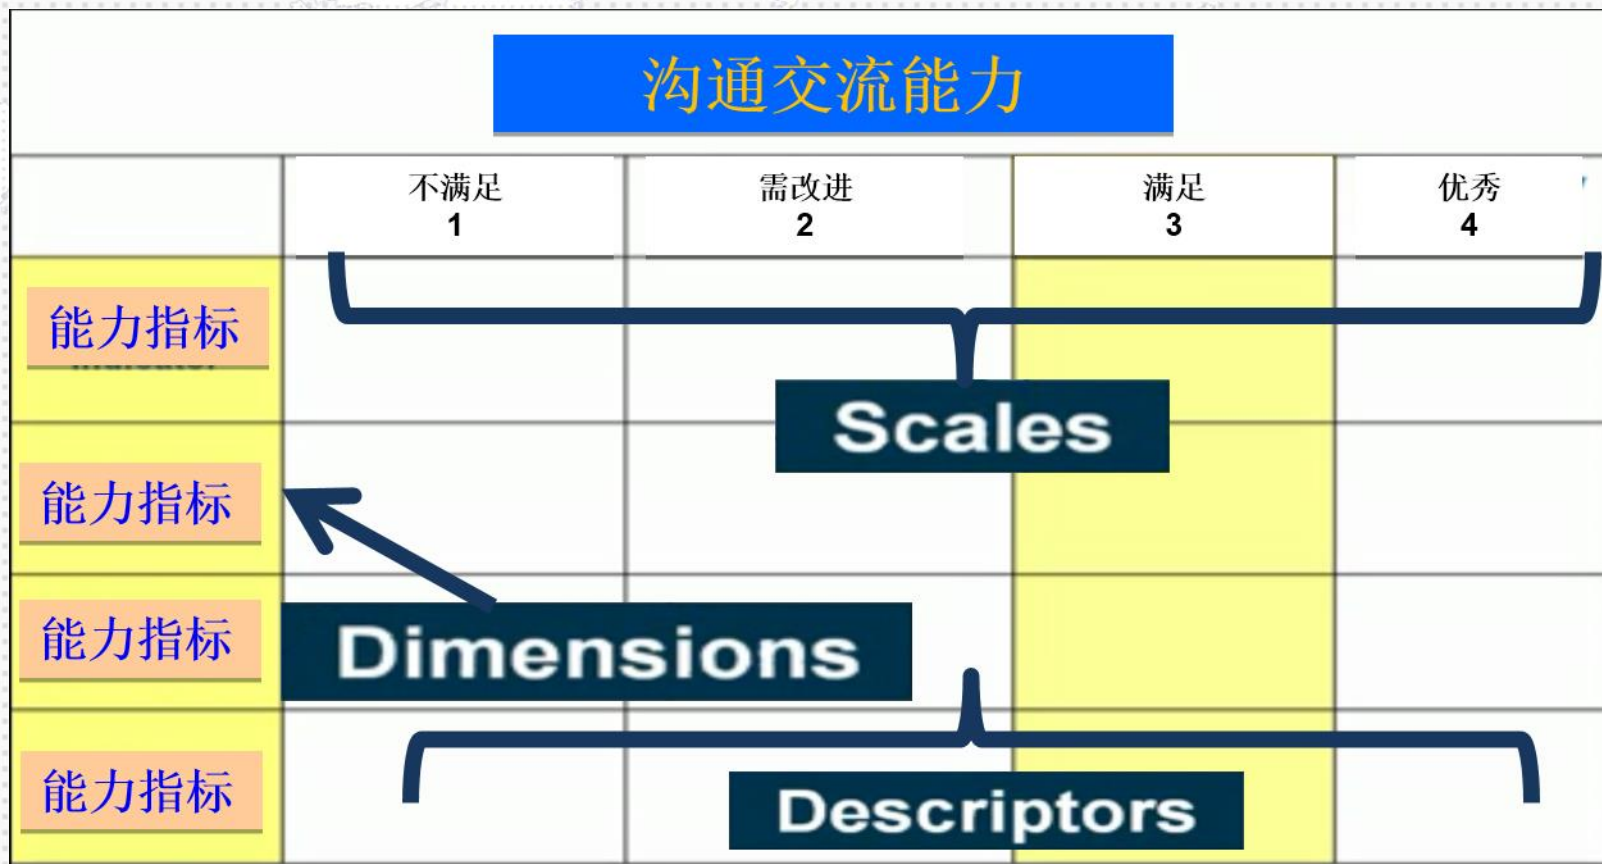 沟通交流能力
不满足
1
需改进
2
满足
3
优秀
4
能力指标
Scales
能力指标
能力指标
Dimensions
能力指标
Descriptors